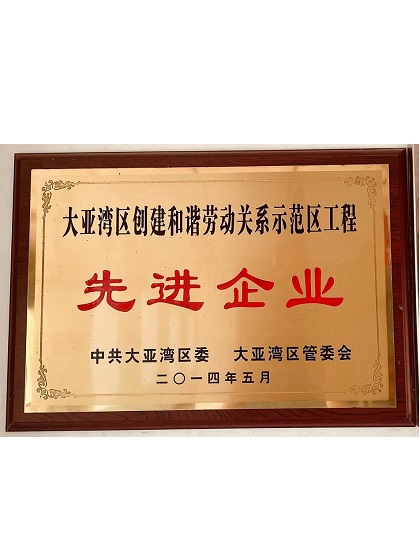 大亚湾区创建和谐劳动关系示范区工程
先进企业
中共大亚湾区委 大亚湾区管委会
二〇一四年五月